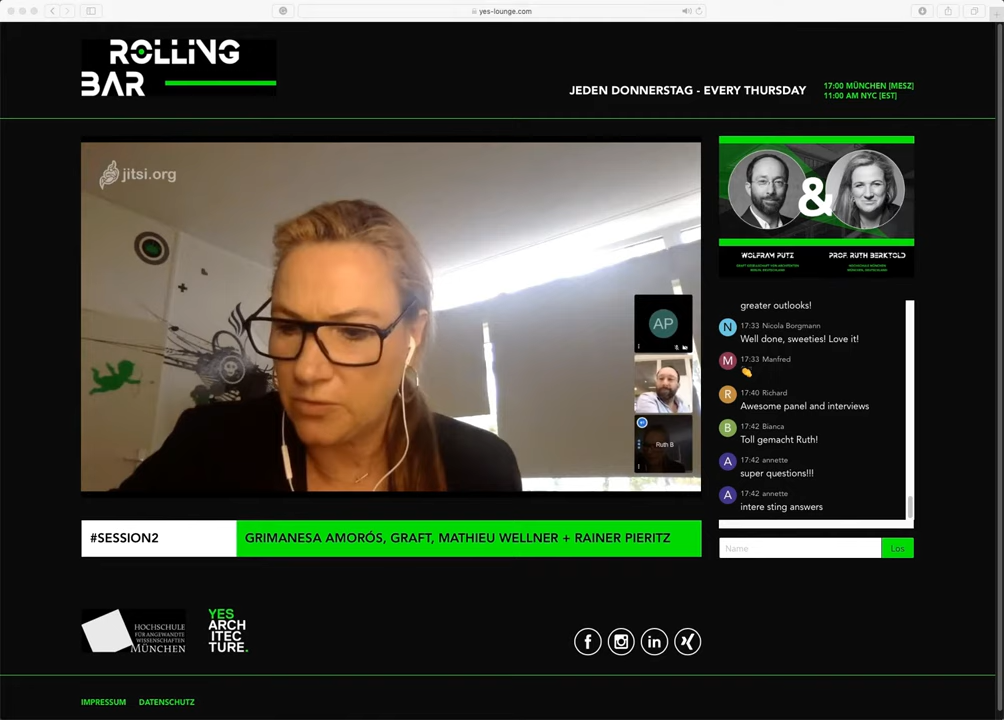 yes-lounge.com
ROLLING
BAR
JEDEN DONNERSTAG - EVERY THURSDAY
17:00 MÜNCHEN [MESZ]
11:00 AM NYC [EST]
jitsi.org
AP
Ruth B
&
WOLFRAM PUTZ
PROF. RUTH BERKTOLD
greater outlooks!
N
17:33 Nicola Borgmann
Well done, sweeties! Love it!
M
17:33 Manfred
👏
R
17:40 Richard
Awesome panel and interviews
B
17:42 Bianca
Toll gemacht Ruth!
A
17:42 annette
super questions!!!
A
17:42 annette
intere sting answers
Name
Los
#SESSION2
GRIMANESA AMORÓS, GRAFT, MATHIEU WELLNER + RAINER PIERITZ
HOCHSCHULE
FÜR ANGEWANDTE
WISSENSCHAFTEN
MÜNCHEN
YES
ARCH
ITEC
TURE.
f
in
IMPRESSUM
DATENSCHUTZ